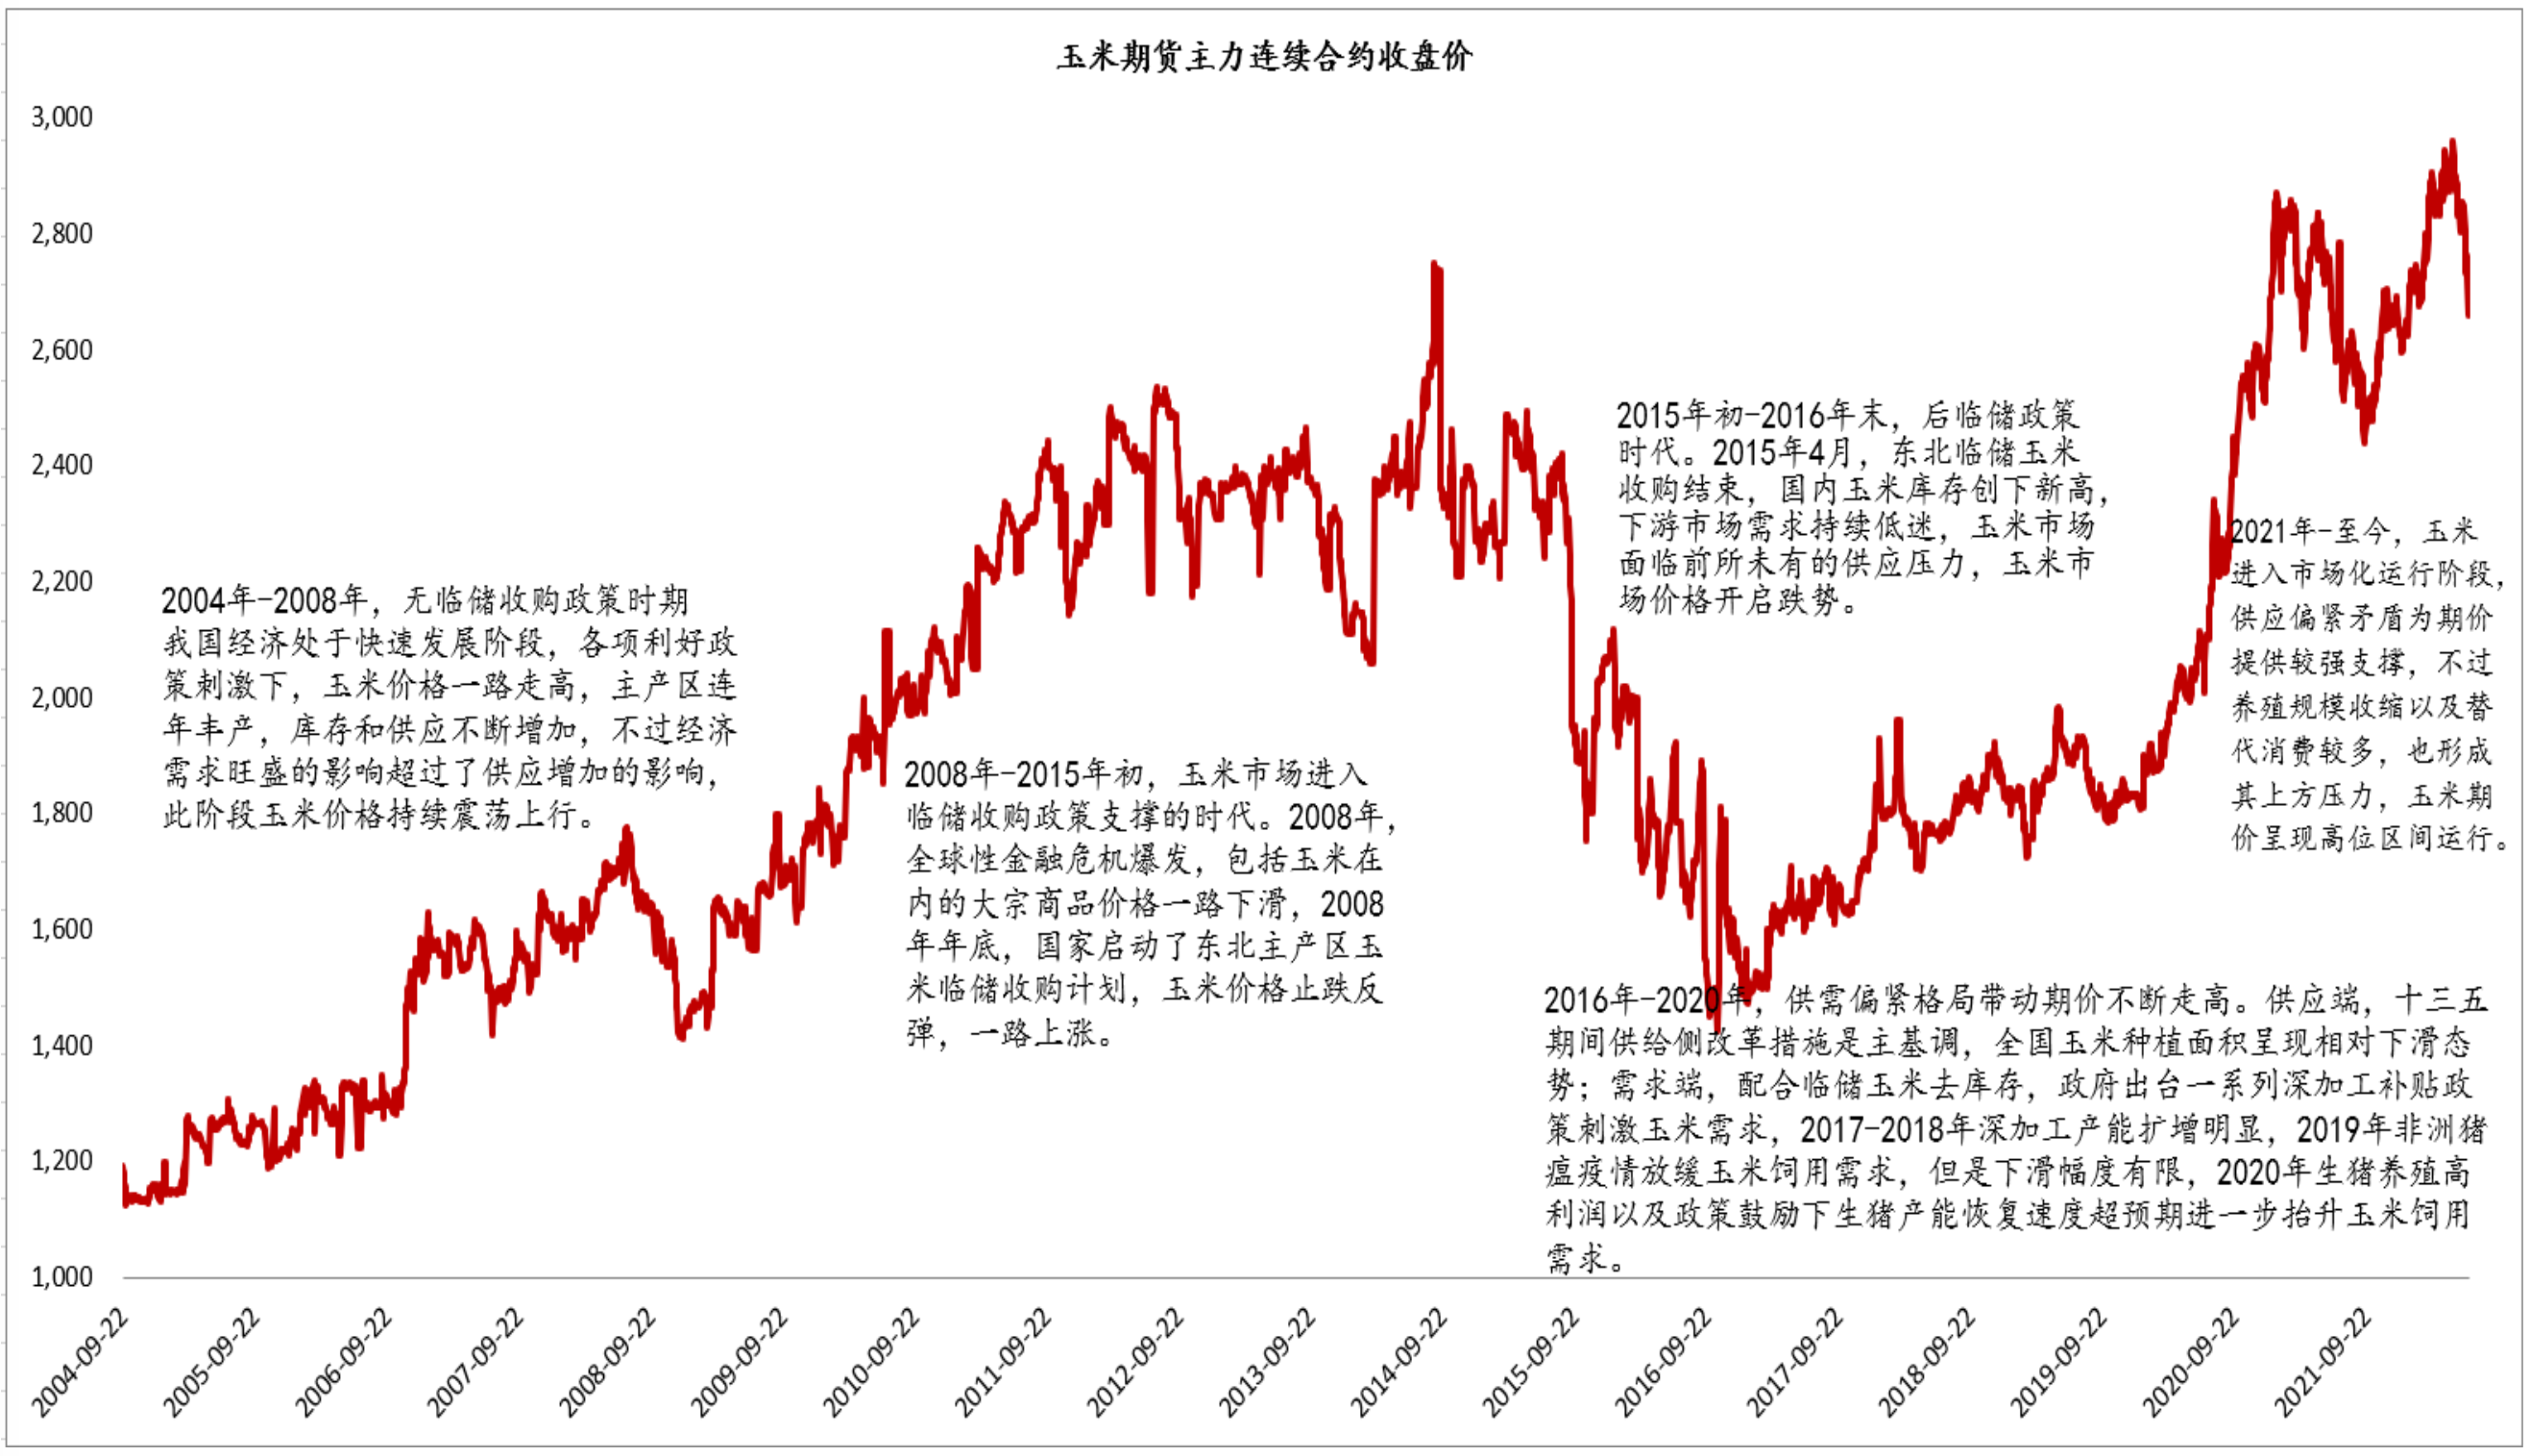 玉米期货主力连续合约收盘价
3,000
2,800
2,600
2,400
2,200
2,000
1,800
1,600
1,400
1,200
1,000
2004年-2008年，无临储收购政策时期
我国经济处于快速发展阶段，各项利好政
策刺激下，玉米价格一路走高，主产区连
年丰产，库存和供应不断增加，不过经济
需求旺盛的影响超过了供应增加的影响，
此阶段玉米价格持续震荡上行。
2008年-2015年初，玉米市场进入
临储收购政策支撑的时代。2008年，
全球性金融危机爆发，包括玉米在
内的大宗商品价格一路下滑，2008
年年底，国家启动了东北主产区玉
米临储收购计划，玉米价格止跌反
弹，一路上涨。
2015年初-2016年末，后临储政策
时代。2015年4月，东北临储玉米
收购结束，国内玉米库存创下新高，
下游市场需求持续低迷，玉米市场
面临前所未有的供应压力，玉米市
场价格开启跌势。
2016年-2020年，供需偏紧格局带动期价不断走高。供应端，十三五
期间供给侧改革措施是主基调，全国玉米种植面积呈现相对下滑态
势；需求端，配合临储玉米去库存，政府出台一系列深加工补贴政
策刺激玉米需求，2017-2018年深加工产能扩增明显，2019年非洲猪
瘟疫情放缓玉米饲用需求，但是下滑幅度有限，2020年生猪养殖高
利润以及政策鼓励下生猪产能恢复速度超预期进一步抬升玉米饲用
需求。
2021年-至今，玉米
进入市场化运行阶段，
供应偏紧矛盾为期价
提供较强支撑，不过
养殖规模收缩以及替
代消费较多，也形成
其上方压力，玉米期
价呈现高位区间运行。
2004-09-22
2005-09-22
2006-09-22
2007-09-22
2008-09-22
2009-09-22
2010-09-22
2011-09-22
2012-09-22
2013-09-22
2014-09-22
2015-09-22
2016-09-22
2017-09-22
2018-09-22
2019-09-22
2020-09-22
2021-09-22